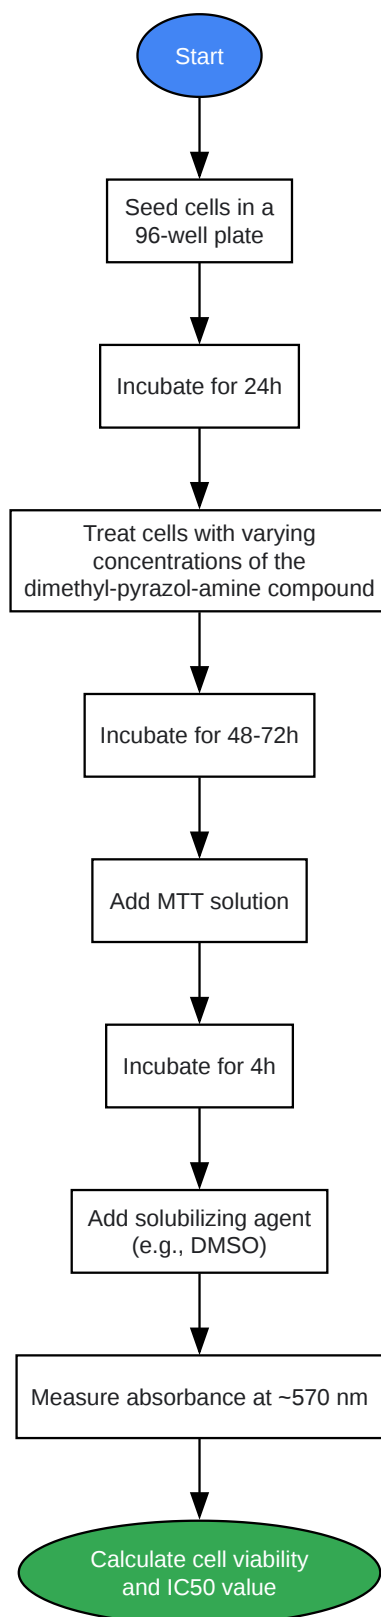 Start
Seed cells in a
96-well plate
Incubate for 24h
Treat cells with varying
concentrations of the
dimethyl-pyrazol-amine compound
Incubate for 48-72h
Add MTT solution
Incubate for 4h
Add solubilizing agent
(e.g., DMSO)
Measure absorbance at ~570 nm
Calculate cell viability
and IC50 value